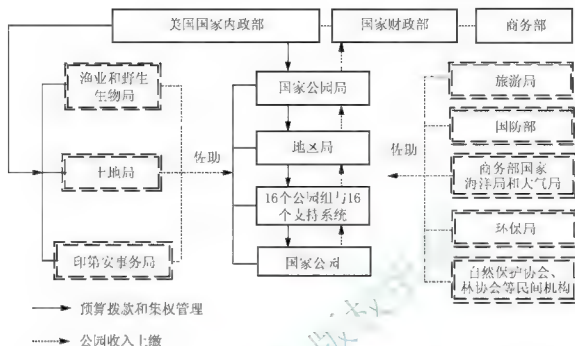 美国国家内政部
国家财政部
商务部
渔业和野生
生物局
国家公园局
旅游局
国防部
佐助
地区局
佐助
土地局
商务部国家
海洋局和大气局
16个公园组与16
个支持系统
环保局
印第安事务局
国家公园
自然保护协会、
林协会等民间机构
预算拨款和集权管理
公园收入上缴